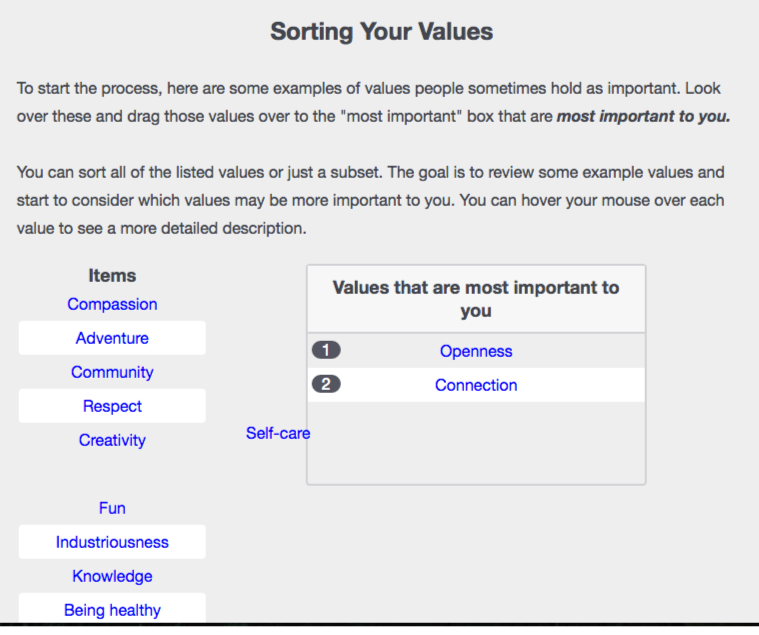 Sorting Your Values
To start the process, here are some examples of values people sometimes hold as important. Look
over these and drag those values over to the "most important" box that are most important to you.
You can sort all of the listed values or just a subset. The goal is to review some example values and
start to consider which values may be more important to you. You can hover your mouse over each
value to see a more detailed description.
Items
Compassion
Adventure
Community
Respect
Creativity
Fun
Industriousness
Knowledge
Being healthy
Self-care
Values that are most important to
you
1 Openness
2 Connection